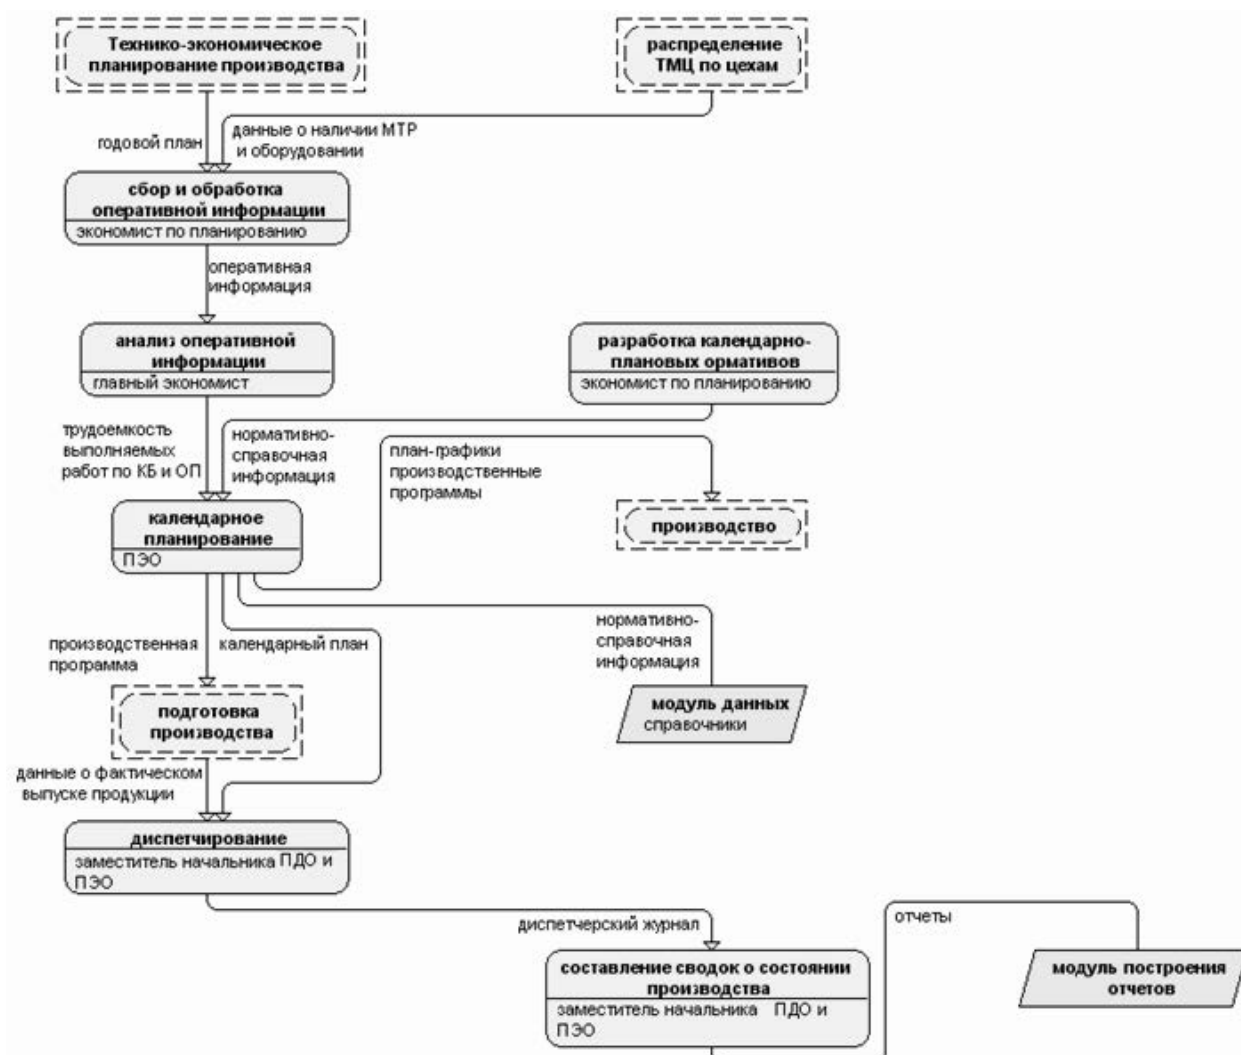 Технико-экономическое
планирование производства
распределение
ТМЦ по цехам
годовой план
данные о наличии МТР
и оборудовании
сбор и обработка
оперативной информации
экономист по планированию
оперативная
информация
анализ оперативной
информации
главный экономист
разработка календарно-
плановых ормативов
экономист по планированию
трудоемкость
выполняемых
работ по КБ и ОП
нормативно-
справочная
информация
план-графики
производственные
программы
календарное
планирование
ПЭО
производство
производственная
программа
календарный план
нормативно-
справочная
информация
подготовка
производства
модуль данных
справочники
данные о фактическом
выпуске продукции
диспетчирование
заместитель начальника ПДО и
ПЭО
диспетчерский журнал
отчеты
составление сводок о состоянии
производства
заместитель начальника ПДО и
ПЭО
модуль построения
отчетов